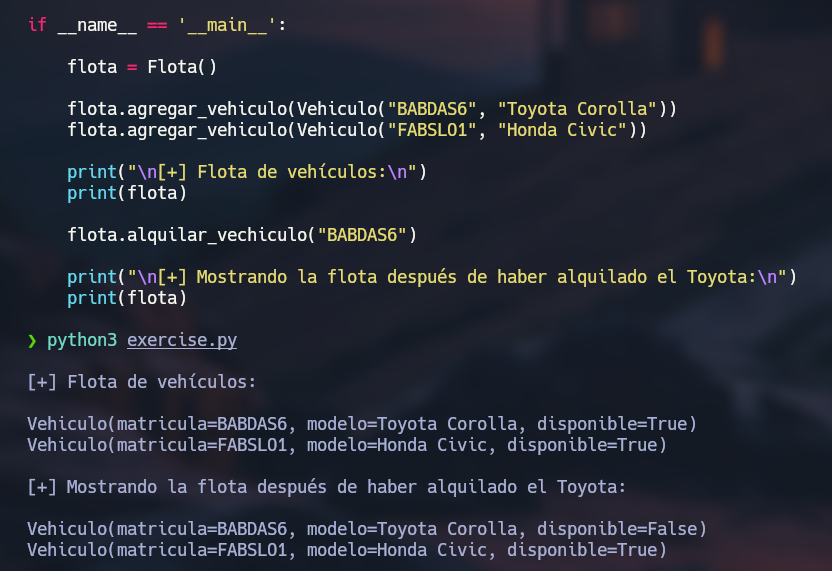 if __name__ == '__main__':
flota = Flota()
flota.agregar_vehiculo(Vehiculo("BABDAS6", "Toyota Corolla"))
flota.agregar_vehiculo(Vehiculo("FABSLO1", "Honda Civic"))
print("\n[+] Flota de vehículos:\n")
print(flota)
flota.alquilar_vechiculo("BABDAS6")
print("\n[+] Mostrando la flota después de haber alquilado el Toyota:\n")
print(flota)
❯ python3 exercise.py
[+] Flota de vehículos:
Vehiculo(matricula=BABDAS6, modelo=Toyota Corolla, disponible=True)
Vehiculo(matricula=FABSLO1, modelo=Honda Civic, disponible=True)
[+] Mostrando la flota después de haber alquilado el Toyota:
Vehiculo(matricula=BABDAS6, modelo=Toyota Corolla, disponible=False)
Vehiculo(matricula=FABSLO1, modelo=Honda Civic, disponible=True)